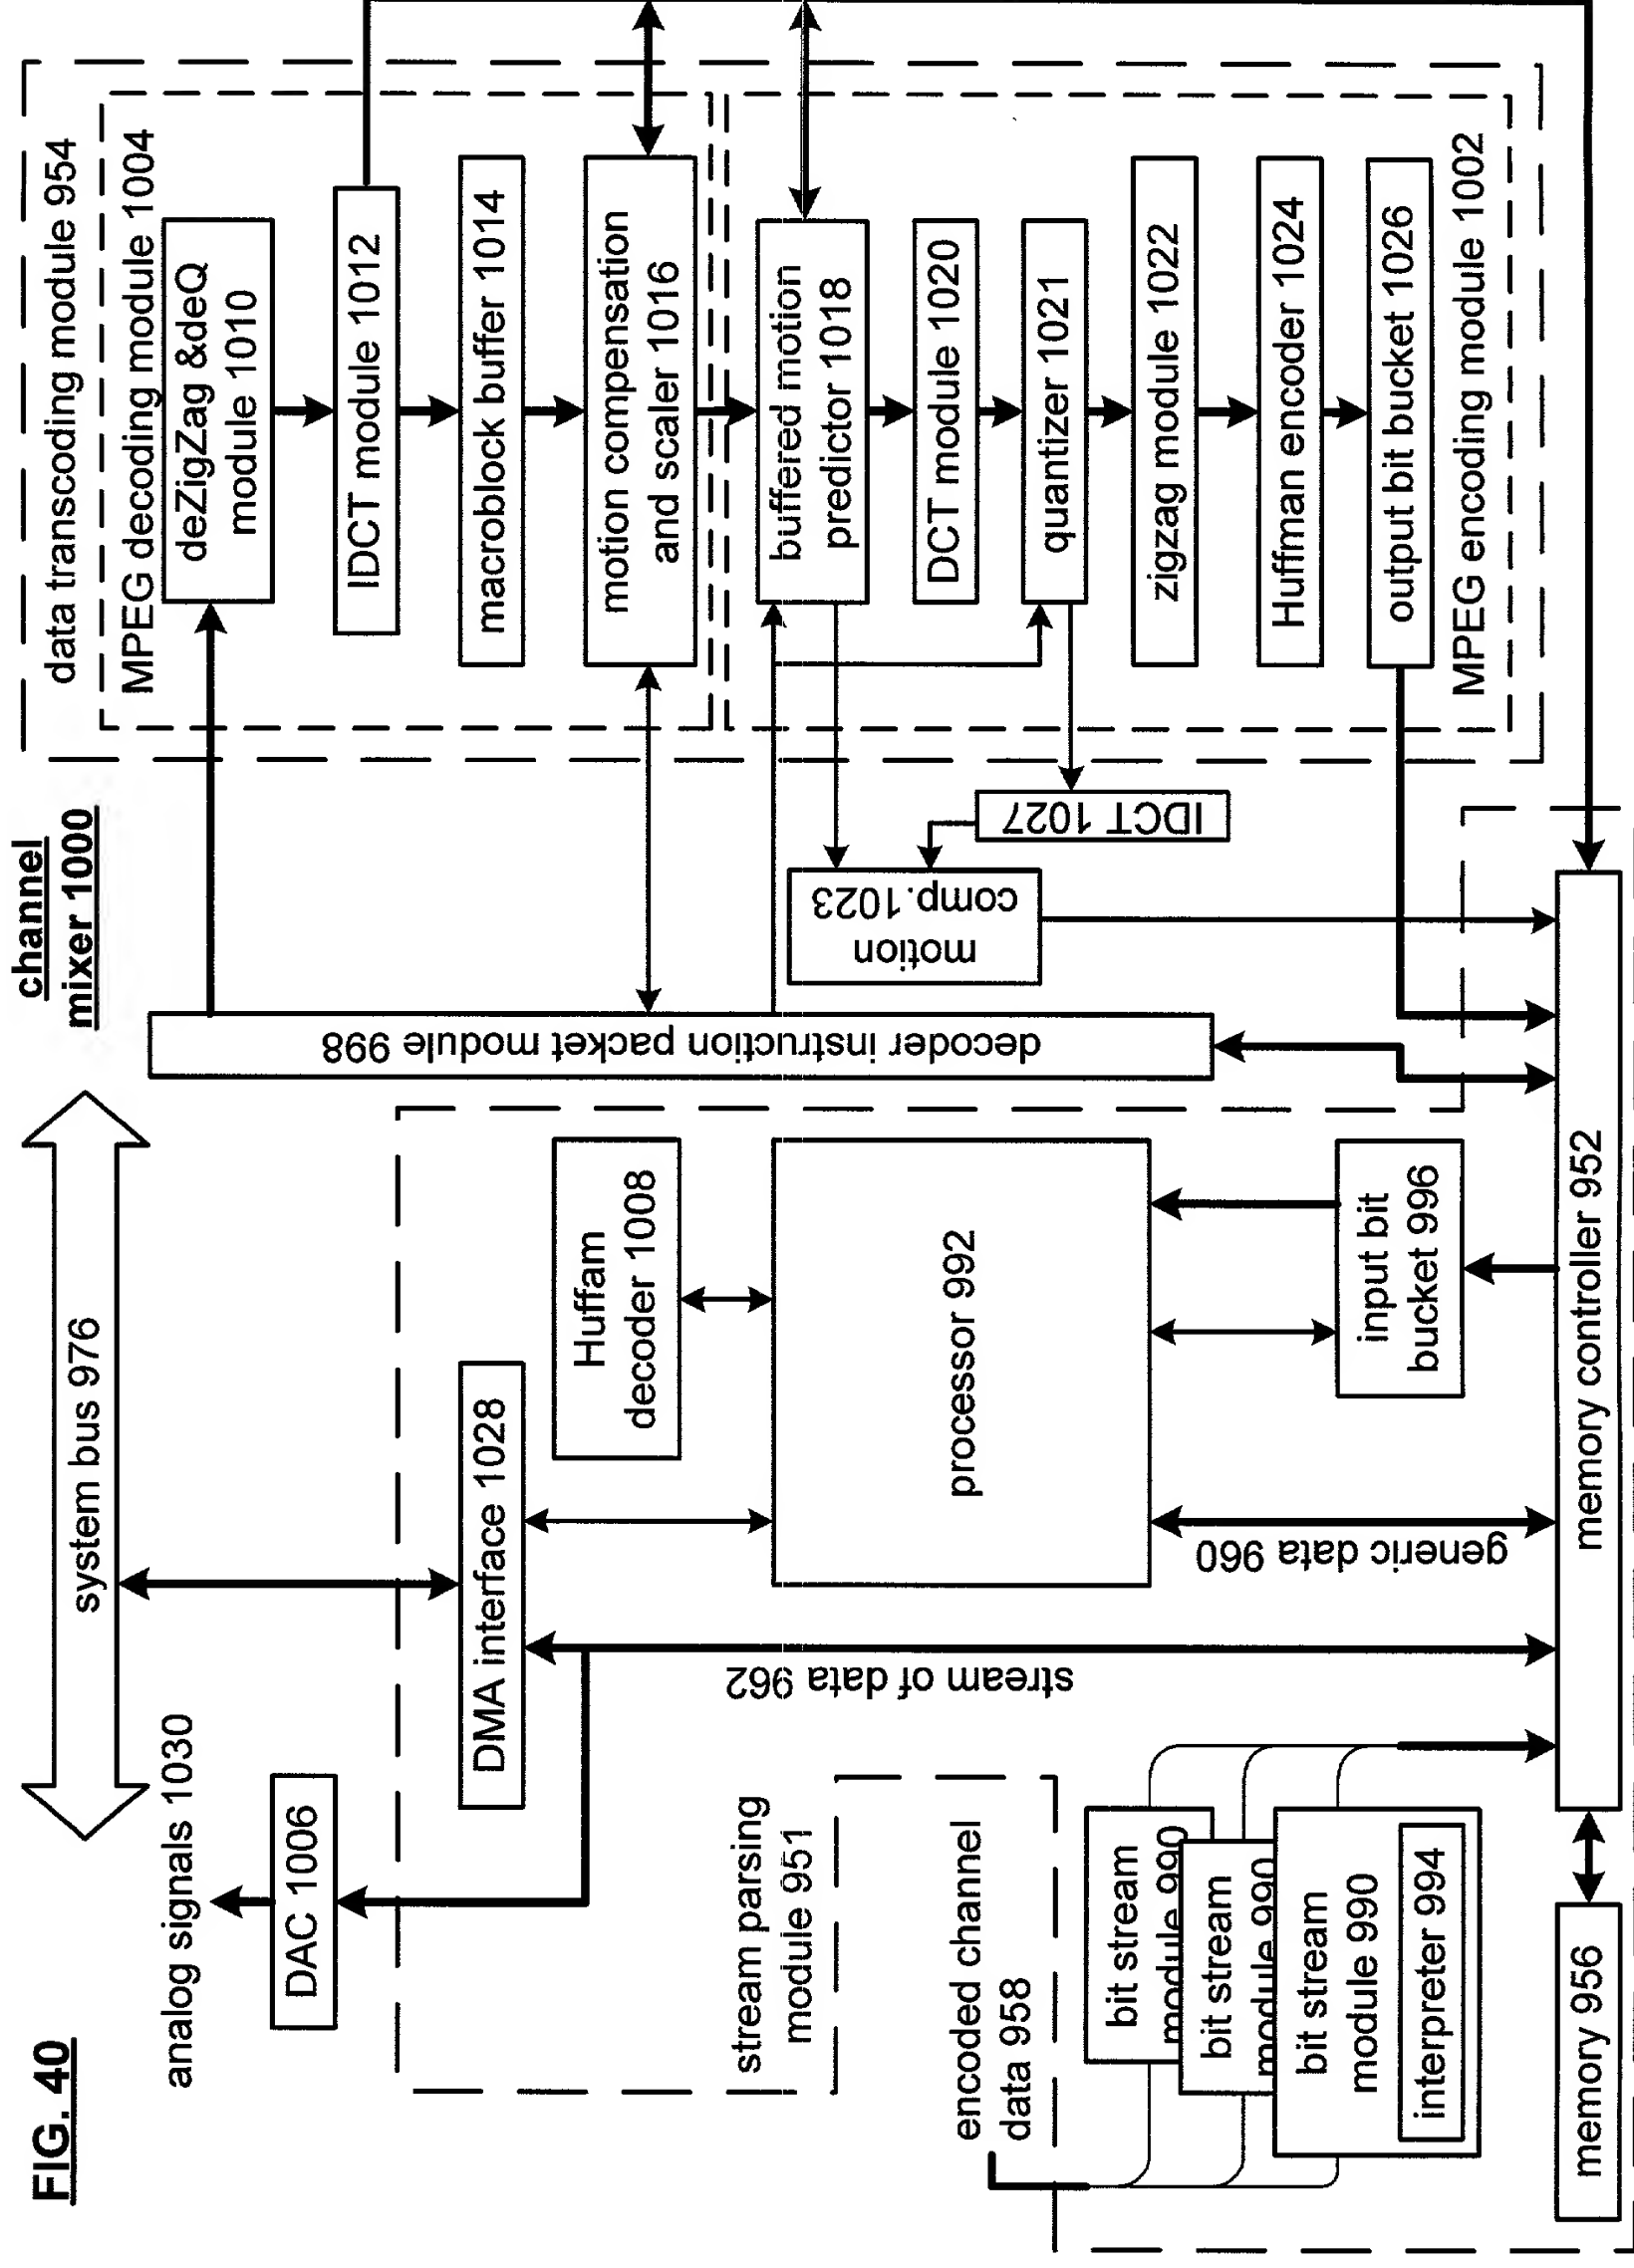 FIG. 40
channel
mixer 1000
system bus 976
analog signals 1030
DAC 1006
DMA interface 1028
Huffam
decoder 1008
processor 992
input bit
bucket 996
generic data 960
stream of data 962
stream parsing
module 951
encoded channel
data 958
bit stream
module 990
bit stream
module 990
bit stream
module 990
interpreter 994
memory 956
memory controller 952
decoder instruction packet module 998
motion
comp. 1023
IDCT 1027
data transcoding module 954
MPEG decoding module 1004
deZigZag &deQ
module 1010
IDCT module 1012
macroblock buffer 1014
motion compensation
and scaler 1016
buffered motion
predictor 1018
DCT module 1020
quantizer 1021
zigzag module 1022
Huffman encoder 1024
output bit bucket 1026
MPEG encoding module 1002